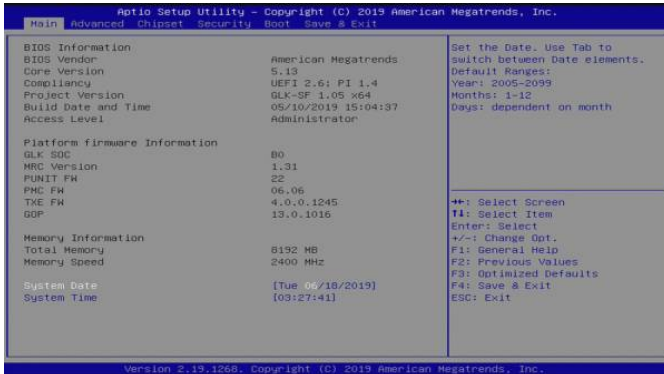 Aptio Setup Utility – Copyright (C) 2019 American Megatrends, Inc.
Main Advanced Chipset Security Boot Save & Exit
BIOS Information
BIOS Vendor American Megatrends
Core Version 5.13
Compliancy UEFI 2.6; PI 1.4
Project Version GLK-SF 1.05 x64
Build Date and Time 05/10/2019 15:04:37
Access Level Administrator
Platform firmware Information
GLK SOC B0
MRC Version 1.31
PUNIT FW 22
PMC FW 06.06
TXE FW 4.0.0.1245
GOP 13.0.1016
Memory Information
Total Memory 8192 MB
Memory Speed 2400 MHz
System Date [Tue 06/18/2019]
System Time [03:27:41]
Set the Date. Use Tab to
switch between Date elements.
Default Ranges:
Year: 2005-2099
Months: 1-12
Days: dependent on month
→←: Select Screen
↑↓: Select Item
Enter: Select
+/-: Change Opt.
F1: General Help
F2: Previous Values
F3: Optimized Defaults
F4: Save & Exit
ESC: Exit
Version 2.19.1268. Copyright (C) 2019 American Megatrends, Inc.